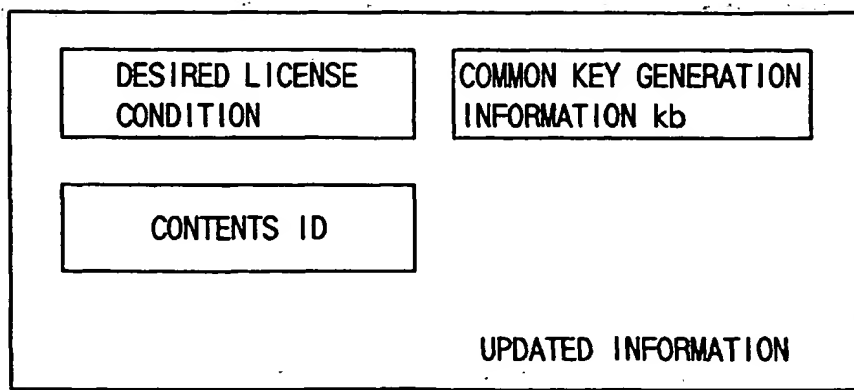 DESIRED LICENSE
CONDITION
COMMON KEY GENERATION
INFORMATION kb
CONTENTS ID
UPDATED INFORMATION